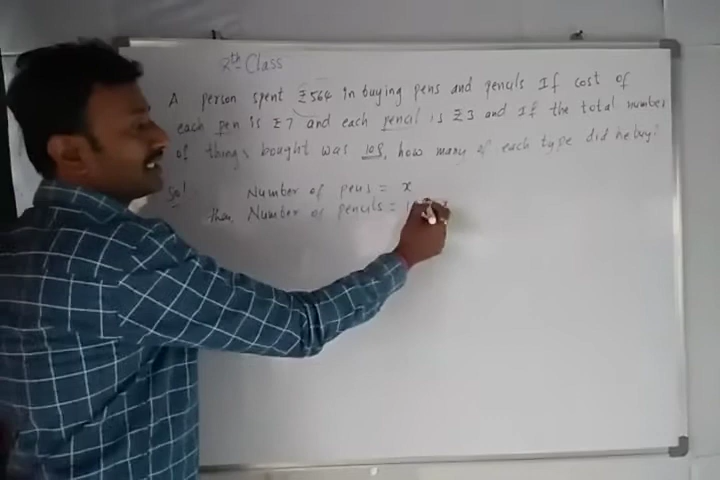 8th Class
A person spent ₹564 in buying pens and pencils If cost of
each pen is ₹7 and each pencil is ₹3 and If the total number
of things bought was 108, how many of each type did he buy?
Sol
Number of pens = x
then, Number of pencils =